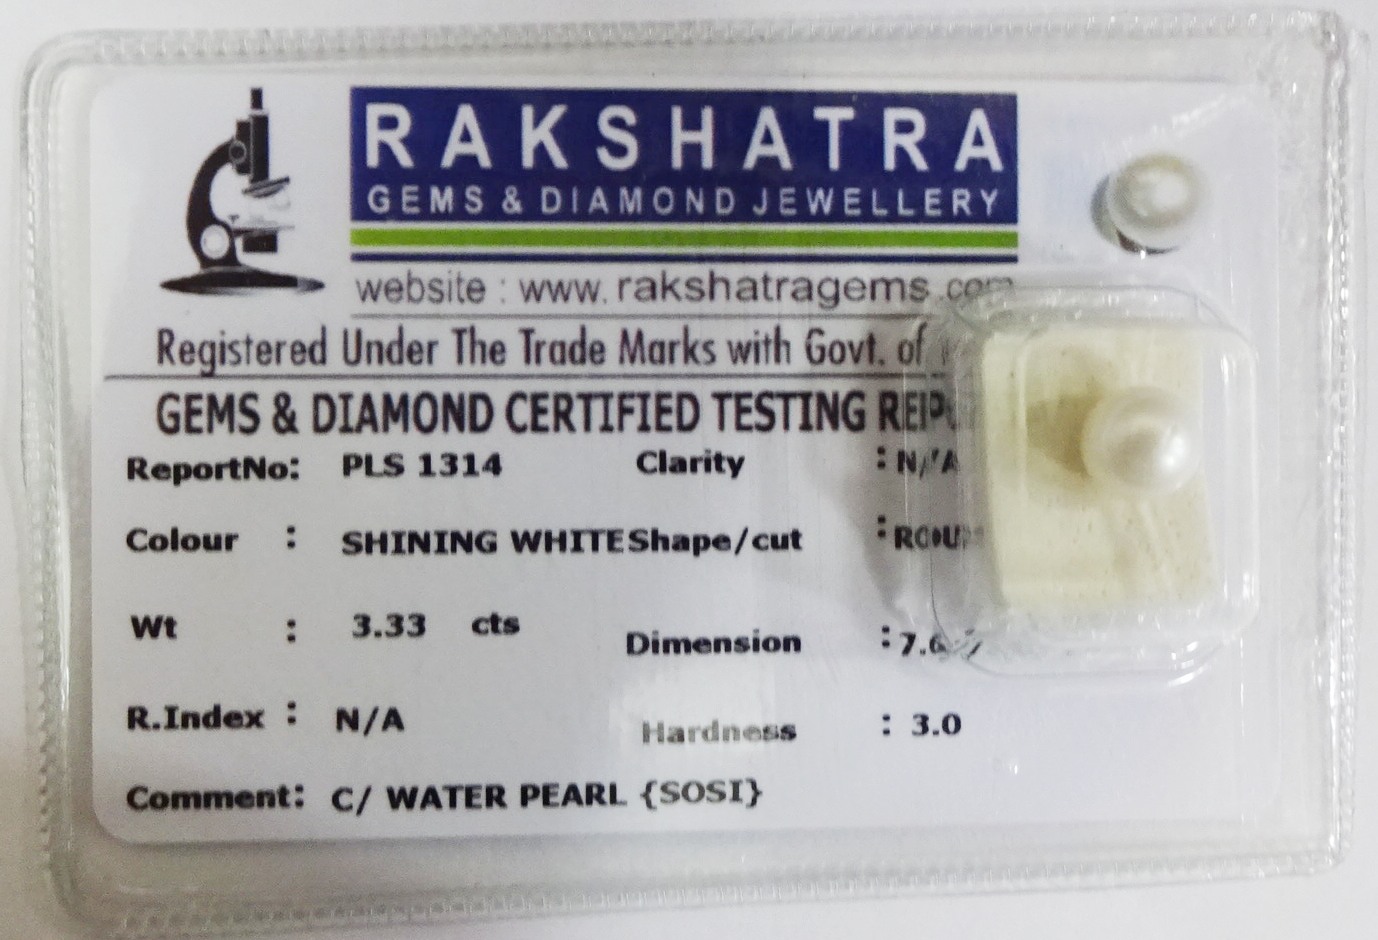 RAKSHATRA
GEMS & DIAMOND JEWELLERY
website : www.rakshatragems.com
Registered Under The Trade Marks with Govt. of
GEMS & DIAMOND CERTIFIED TESTING
ReportNo: PLS 1314 Clarity : N/A
Colour : SHINING WHITE Shape/cut :
Wt : 3.33 cts Dimension :
R.Index : N/A Hardness : 3.0
Comment: C/ WATER PEARL {SOSI}